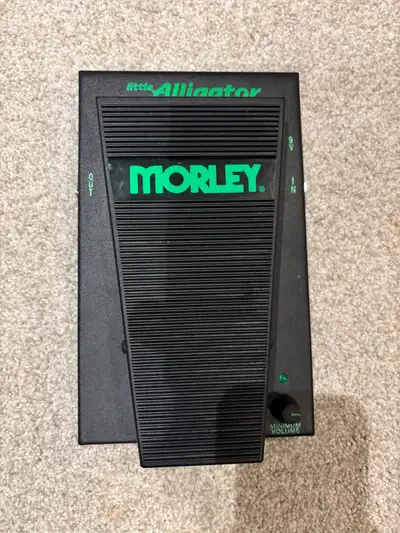 little Alligator
MORLEY®
OUT
9V
IN
MINIMUM
VOLUME